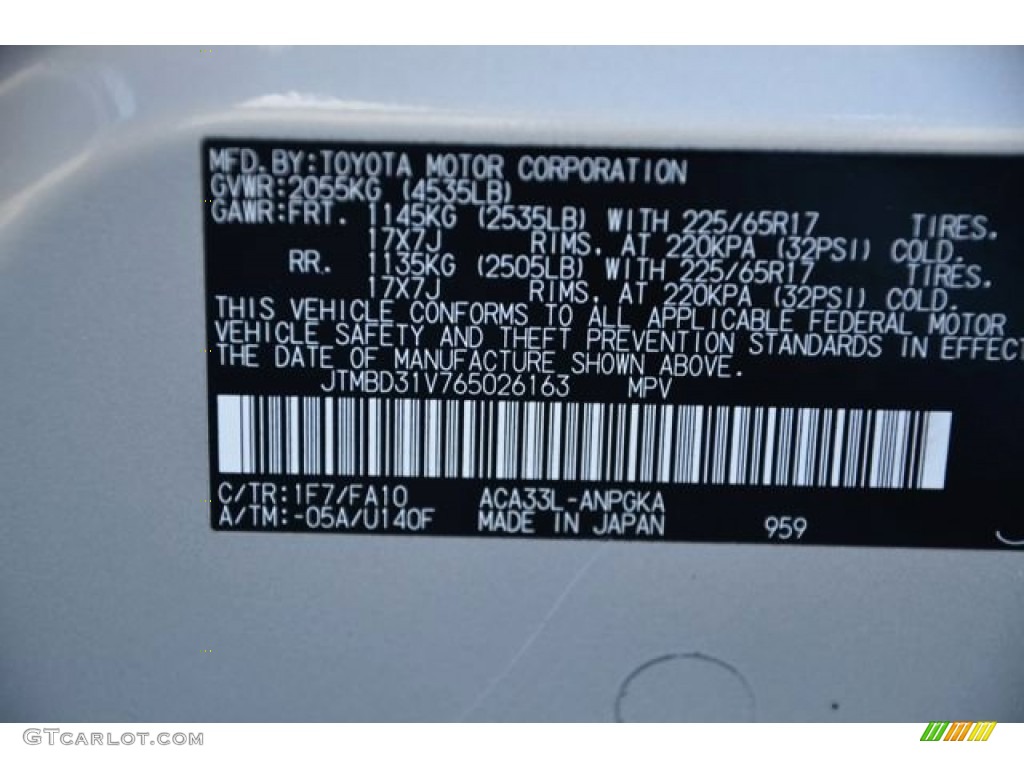 MFD.BY:TOYOTA MOTOR CORPORATION
GVWR:2055KG (4535LB)
GAWR:FRT. 1145KG (2535LB) WITH 225/65R17 TIRES.
17X7J RIMS, AT 220KPA (32PSI) COLD.
RR. 1135KG (2505LB) WITH 225/65R17 TIRES.
17X7J RIMS, AT 220KPA (32PSI) COLD.
THIS VEHICLE CONFORMS TO ALL APPLICABLE FEDERAL MOTOR
VEHICLE SAFETY AND THEFT PREVENTION STANDARDS IN EFFECT
THE DATE OF MANUFACTURE SHOWN ABOVE.
JTMBD31V765026163 MPV
C/TR:1F7/FA10 ACA33L-ANPGKA
A/TM:-05A/U140F MADE IN JAPAN 959
GTCARLOT.COM